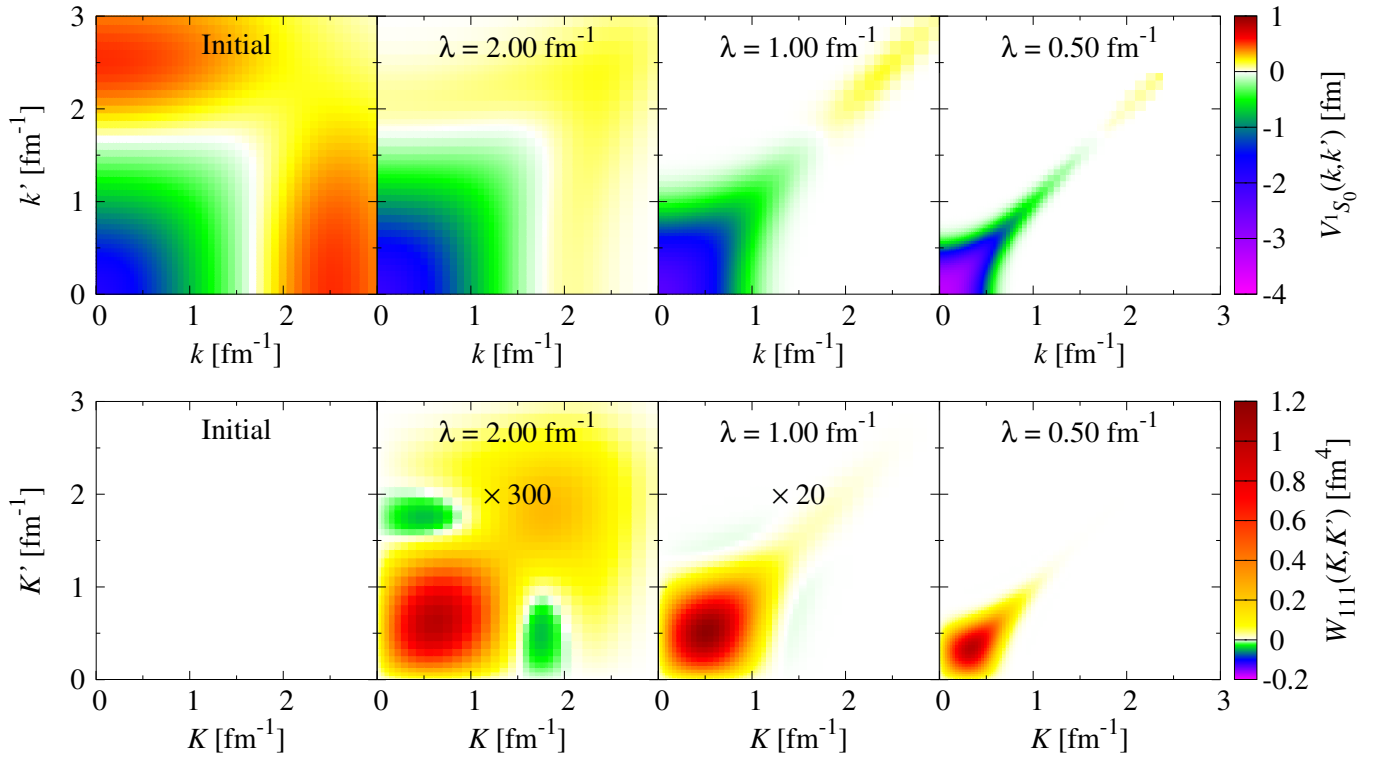 Initial
λ = 2.00 fm-1
λ = 1.00 fm-1
λ = 0.50 fm-1
3
2
1
0
k’ [fm-1]
0 1 2
0 1 2
0 1 2
0 1 2 3
k [fm-1]
k [fm-1]
k [fm-1]
k [fm-1]
1
0
-1
-2
-3
-4
V1S0(k,k’) [fm]
Initial
λ = 2.00 fm-1
λ = 1.00 fm-1
λ = 0.50 fm-1
× 300
× 20
3
2
1
0
K’ [fm-1]
0 1 2
0 1 2
0 1 2
0 1 2 3
K [fm-1]
K [fm-1]
K [fm-1]
K [fm-1]
1.2
1
0.8
0.6
0.4
0.2
0
-0.2
W111(K,K’) [fm4]